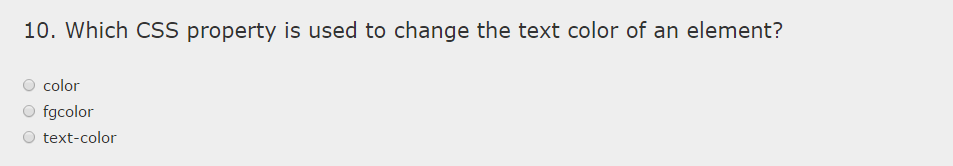 10. Which CSS property is used to change the text color of an element?
color
fgcolor
text-color